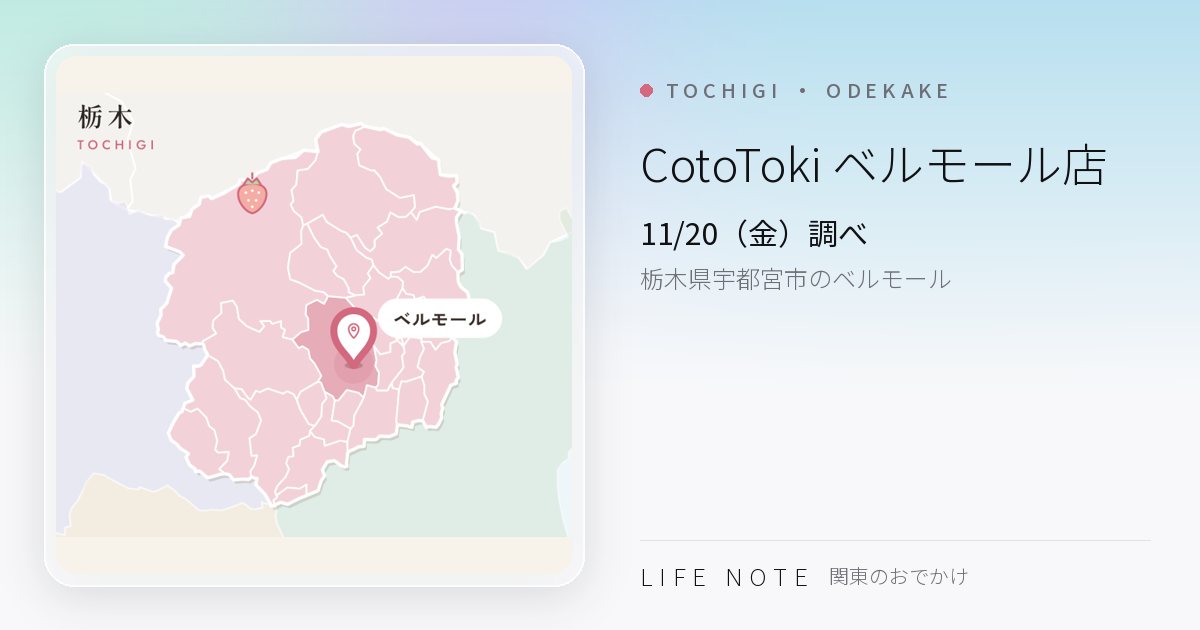 栃木
TOCHIGI
ベルモール
TOCHIGI ・ ODEKAKE
CotoToki ベルモール店
11/20（金）調べ
栃木県宇都宮市のベルモール
LIFE NOTE 関東のおでかけ